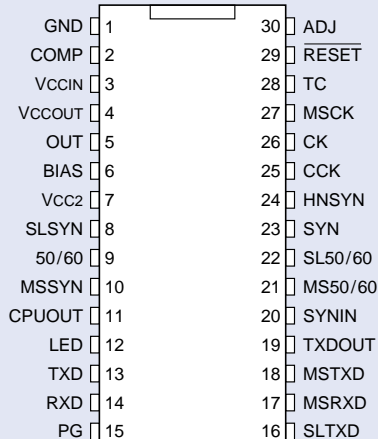 GND 1 30 ADJ
COMP 2 29 RESET
VCCIN 3 28 TC
VCCOUT 4 27 MSCK
OUT 5 26 CK
BIAS 6 25 CCK
VCC2 7 24 HNSYN
SLSYN 8 23 SYN
50/60 9 22 SL50/60
MSSYN 10 21 MS50/60
CPUOUT 11 20 SYNIN
LED 12 19 TXDOUT
TXD 13 18 MSTXD
RXD 14 17 MSRXD
PG 15 16 SLTXD